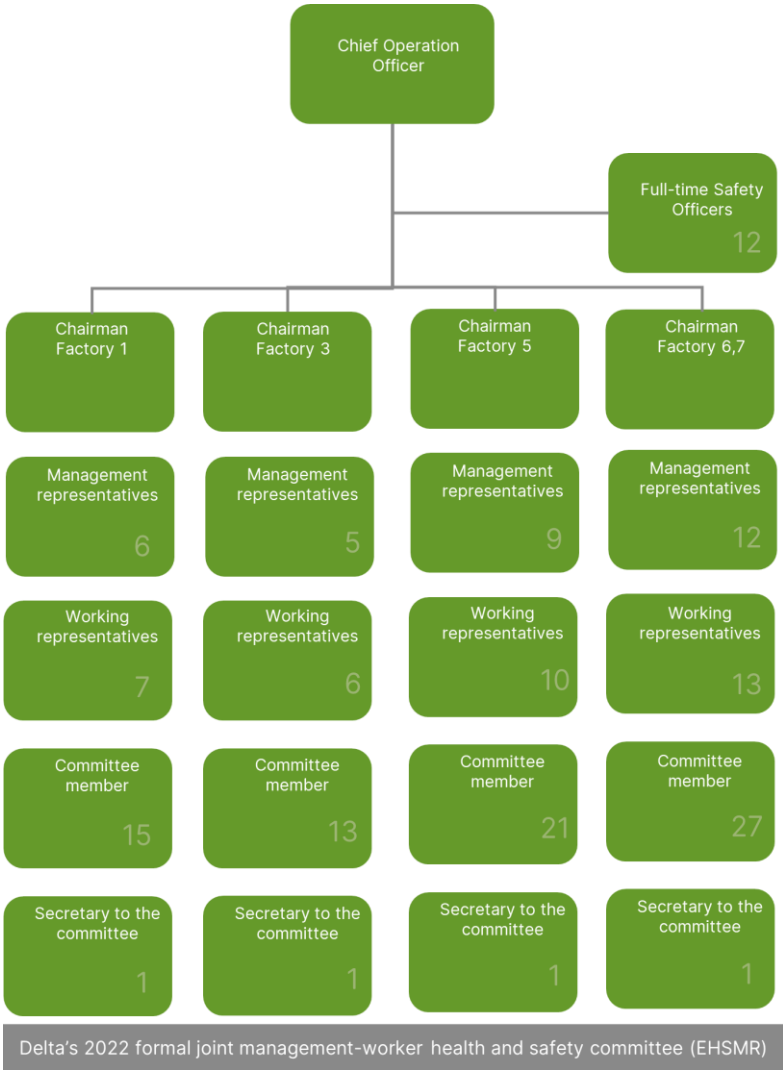 Chief Operation
Officer
Full-time Safety
Officers
12
Chairman
Factory 1
Chairman
Factory 3
Chairman
Factory 5
Chairman
Factory 6,7
Management
representatives
6
Management
representatives
5
Management
representatives
9
Management
representatives
12
Working
representatives
7
Working
representatives
6
Working
representatives
10
Working
representatives
13
Committee
member
15
Committee
member
13
Committee
member
21
Committee
member
27
Secretary to the
committee
1
Secretary to the
committee
1
Secretary to the
committee
1
Secretary to the
committee
1
Delta's 2022 formal joint management-worker health and safety committee (EHSMR)